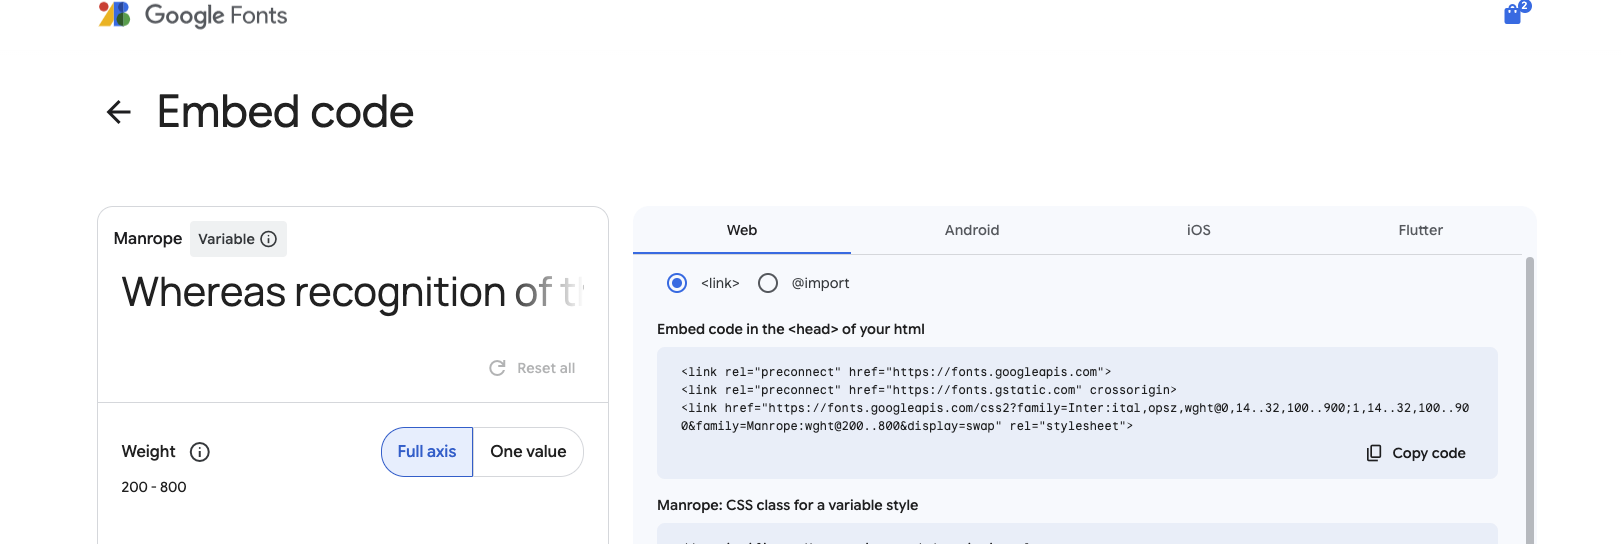 Google Fonts
2
Embed code
Manrope
Variable
Whereas recognition of
Reset all
Weight
Full axis
One value
200 - 800
Web
Android
iOS
Flutter
<link>
@import
Embed code in the <head> of your html
<link rel="preconnect" href="https://fonts.googleapis.com">
<link rel="preconnect" href="https://fonts.gstatic.com" crossorigin>
<link href="https://fonts.googleapis.com/css2?family=Inter:ital,opsz,wght@0,14..32,100..900;1,14..32,100..90
0&family=Manrope:wght@200..800&display=swap" rel="stylesheet">
Copy code
Manrope: CSS class for a variable style